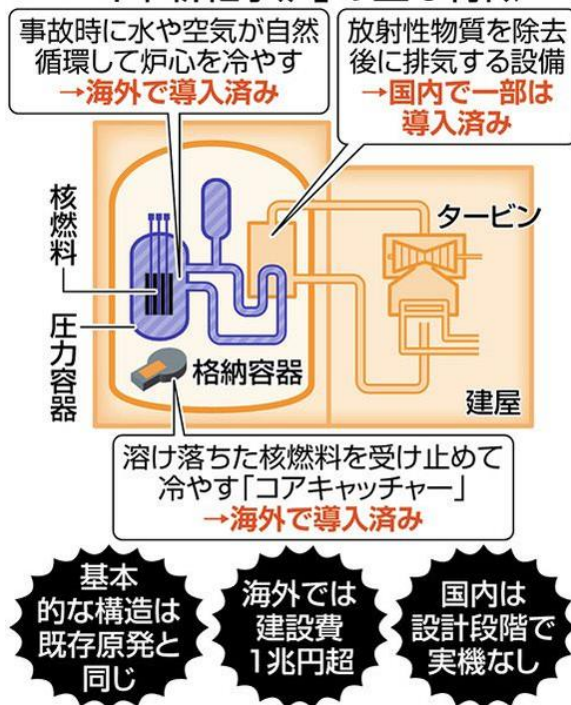 事故時に水や空気が自然
循環して炉心を冷やす
→海外で導入済み
放射性物質を除去
後に排気する設備
→国内で一部は
導入済み
核燃料
圧力容器
タービン
格納容器
建屋
溶け落ちた核燃料を受け止めて
冷やす「コアキャッチャー」
→海外で導入済み
基本
的な構造は
既存原発と
同じ
海外では
建設費
1兆円超
国内は
設計段階で
実機なし